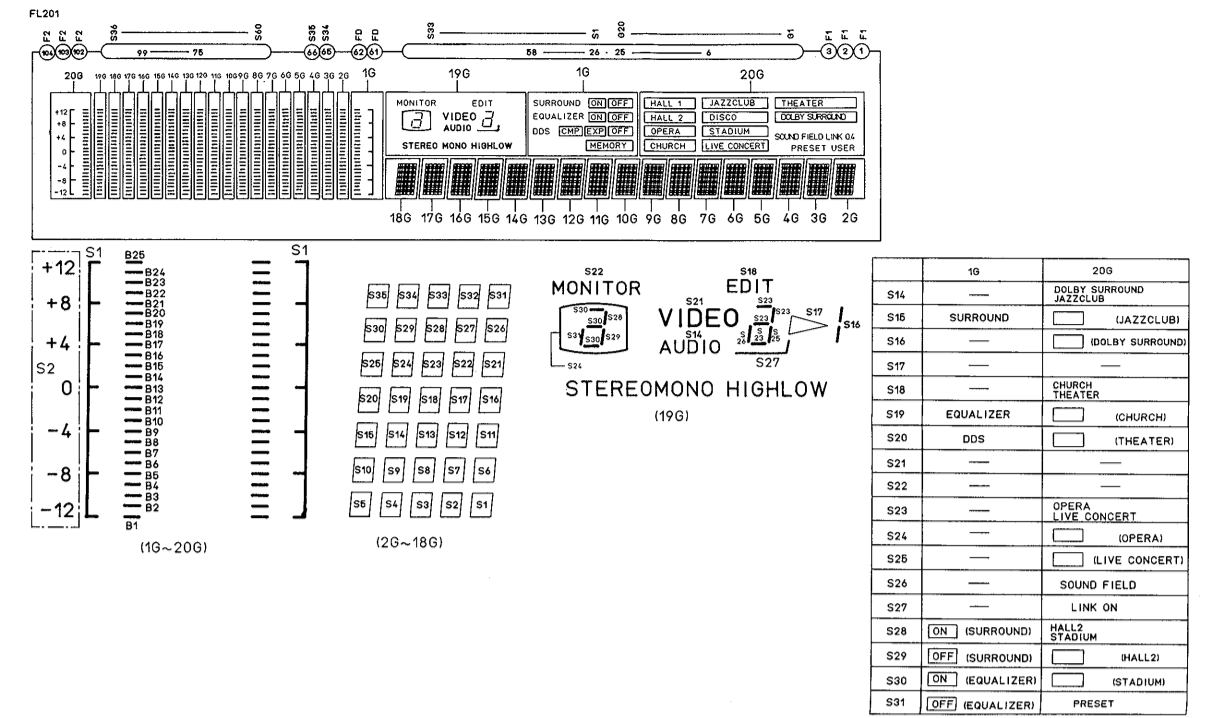 FL201
F2 F2 F2 S36 S60 S35 S34 FD FD S33 S1 G20 G1 F1 F1 F1
104 103 102 99 75 66 65 62 61 58 26 · 25 6 3 2 1
20G 19G 18G 17G 16G 15G 14G 13G 12G 11G 10G 9G 8G 7G 6G 5G 4G 3G 2G 1G 19G 1G 20G
MONITOR EDIT
VIDEO
AUDIO
STEREO MONO HIGHLOW
SURROUND ON OFF
EQUALIZER ON OFF
DDS CMP EXP OFF
MEMORY
HALL 1 JAZZCLUB THEATER
HALL 2 DISCO DOLBY SURROUND
OPERA STADIUM SOUND FIELD LINK
CHURCH LIVE CONCERT PRESET USER
+12
+8
+4
0
-4
-8
-12
18G 17G 16G 15G 14G 13G 12G 11G 10G 9G 8G 7G 6G 5G 4G 3G 2G
S1 B25 S1
+12
+8
+4
S2
0
-4
-8
-12
B24
B23
B22
B21
B20
B19
B18
B17
B16
B15
B14
B13
B12
B11
B10
B9
B8
B7
B6
B5
B4
B3
B2
B1
(1G~20G)
S35 S34 S33 S32 S31
S30 S29 S28 S27 S26
S25 S24 S23 S22 S21
S20 S19 S18 S17 S16
S15 S14 S13 S12 S11
S10 S9 S8 S7 S6
S5 S4 S3 S2 S1
(2G~18G)
S22 S18
MONITOR EDIT
S30 S28 S30 S31 S30 S29
S24
S21
VIDEO
S14
AUDIO
S23 S23 S23 S17 S16
S26 S23 S25
S27
STEREOMONO HIGHLOW
(19G)
1G 20G
S14 — DOLBY SURROUND
JAZZCLUB
S15 SURROUND (JAZZCLUB)
S16 — (DOLBY SURROUND)
S17 — —
S18 — CHURCH
THEATER
S19 EQUALIZER (CHURCH)
S20 DDS (THEATER)
S21 — —
S22 — —
S23 — OPERA
LIVE CONCERT
S24 — (OPERA)
S25 — (LIVE CONCERT)
S26 — SOUND FIELD
S27 — LINK ON
S28 ON (SURROUND) HALL2
STADIUM
S29 OFF (SURROUND) (HALL2)
S30 ON (EQUALIZER) (STADIUM)
S31 OFF (EQUALIZER) PRESET